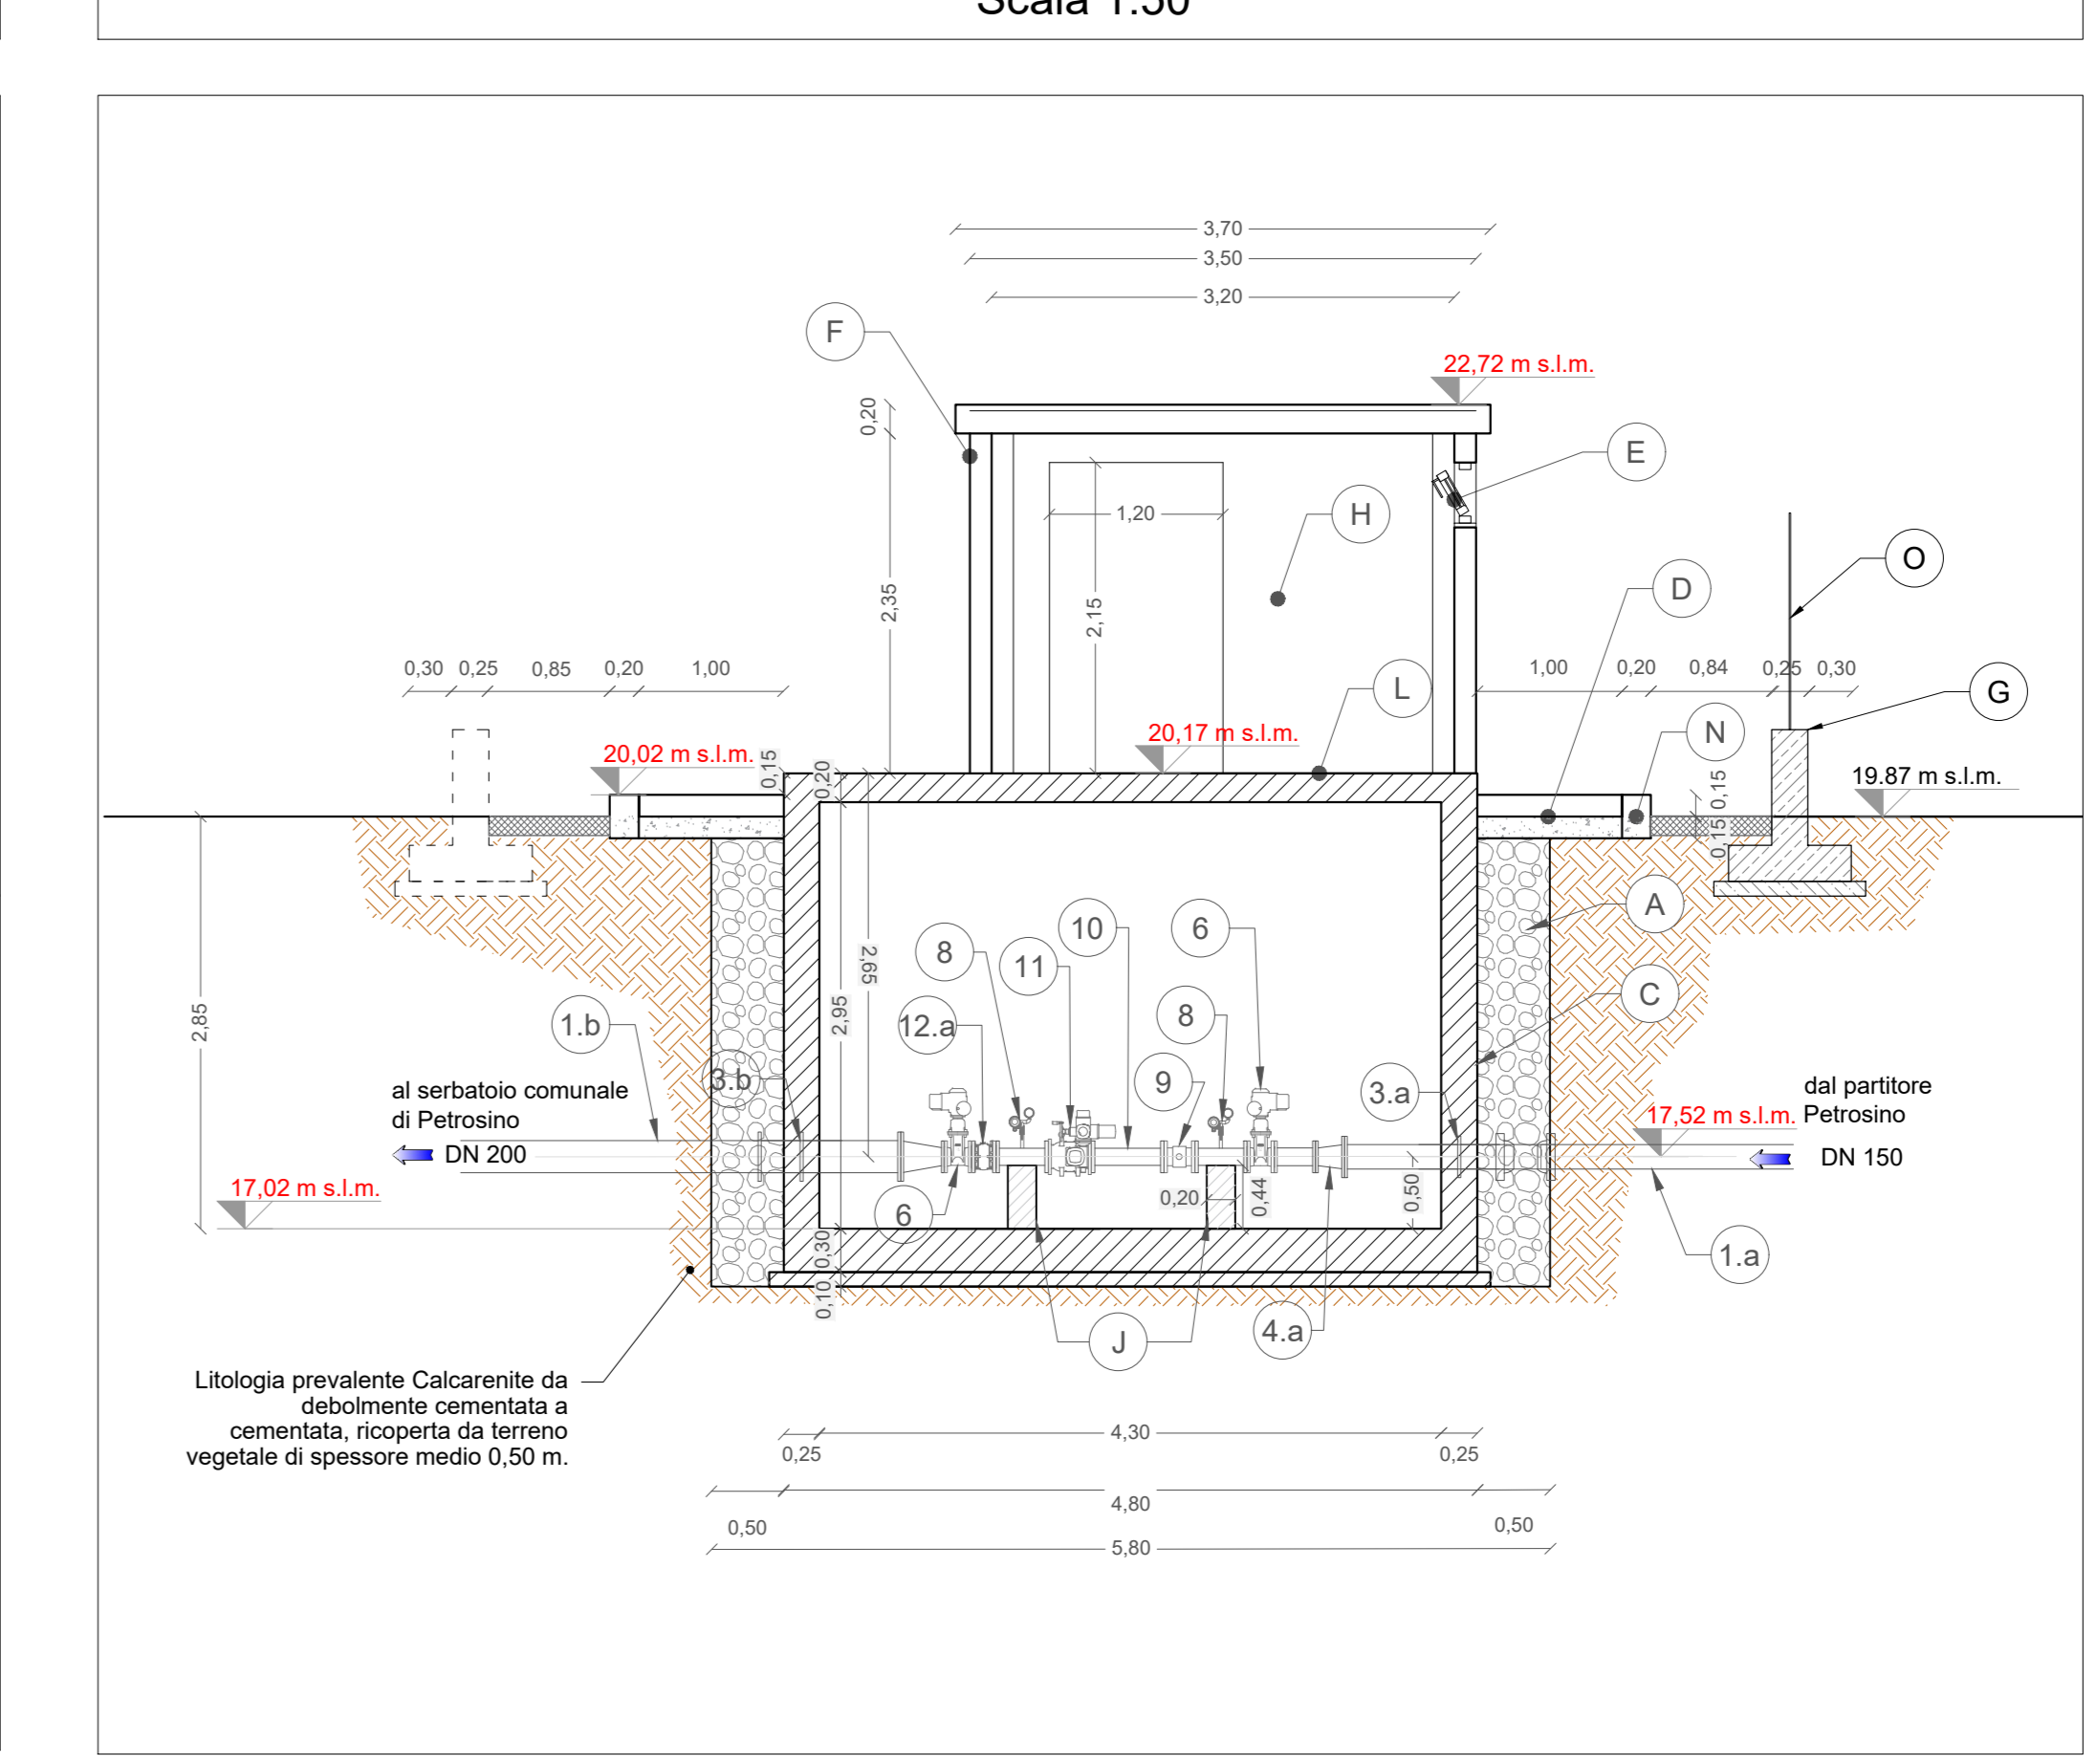 Scala 1:50
3,70
3,50
3,20
F
22,72 m s.l.m.
0,20
E
1,20
H
O
D
2,35
2,15
0,30 0,25 0,85 0,20 1,00
1,00 0,20 0,84 0,25 0,30
L
G
N
20,02 m s.l.m.
0,15
0,20
20,17 m s.l.m.
0,15
19.87 m s.l.m.
0,15
A
8
11
10
6
2,65
C
2,85
1.b
12.a
2,95
8
9
3.b
3.a
al serbatoio comunale
di Petrosino
DN 200
dal partitore
Petrosino
17,52 m s.l.m.
DN 150
17,02 m s.l.m.
6
0,20
0,44
0,50
0,30
0,10
1.a
J
4.a
Litologia prevalente Calcarenite da
debolmente cementata a
cementata, ricoperta da terreno
vegetale di spessore medio 0,50 m.
4,30
0,25
0,25
4,80
0,50
0,50
5,80